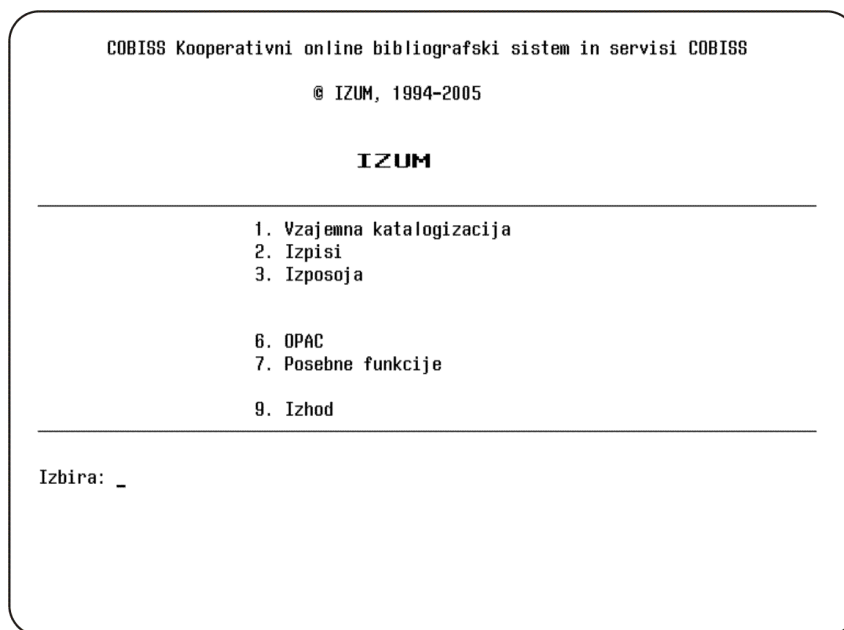 COBISS Kooperativni online bibliografski sistem in servisi COBISS
© IZUM, 1994-2005
IZUM
1. Vzajemna katalogizacija
2. Izpisi
3. Izposoja
6. OPAC
7. Posebne funkcije
9. Izhod
Izbira: _